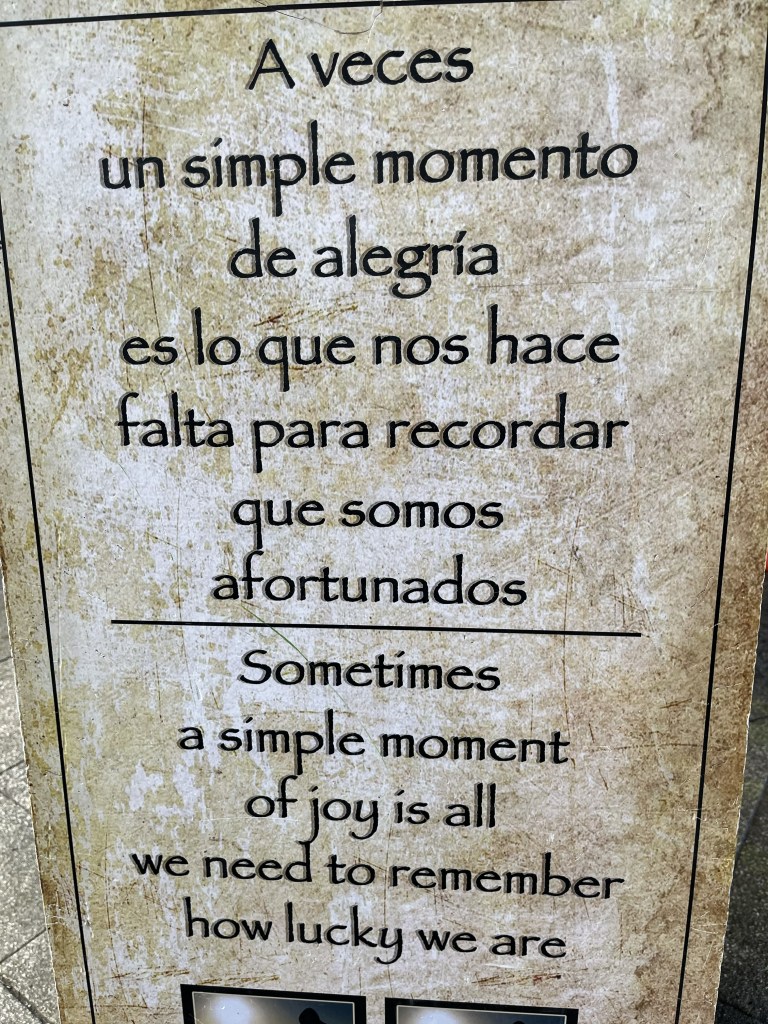 A veces
un simple momento
de alegría
es lo que nos hace
falta para recordar
que somos
afortunados
Sometimes
a simple moment
of joy is all
we need to remember
how lucky we are